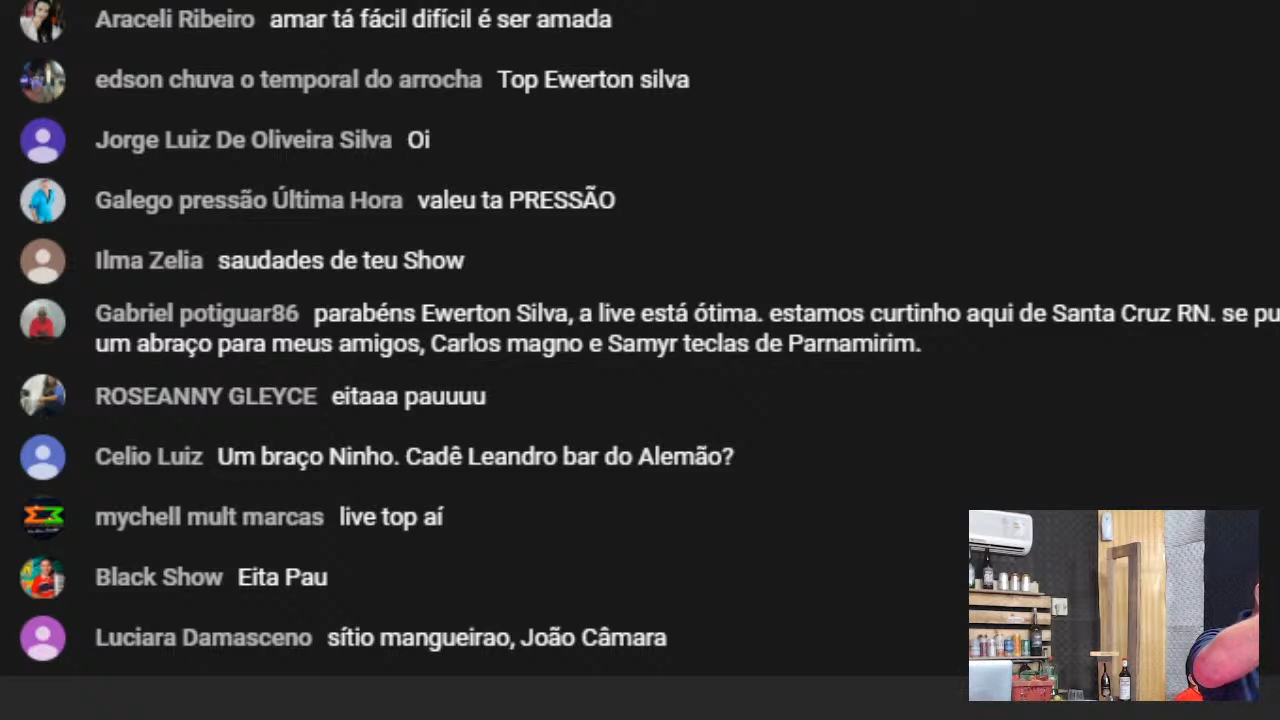 Araceli Ribeiro amar tá fácil difícil é ser amada
edson chuva o temporal do arrocha Top Ewerton silva
Jorge Luiz De Oliveira Silva Oi
Galego pressão Última Hora valeu ta PRESSÃO
Ilma Zelia saudades de teu Show
Gabriel potiguar86 parabéns Ewerton Silva, a live está ótima. estamos curtinho aqui de Santa Cruz RN. se pu
um abraço para meus amigos, Carlos magno e Samyr teclas de Parnamirim.
ROSEANNY GLEYCE eitaaa pauuuu
Celio Luiz Um braço Ninho. Cadê Leandro bar do Alemão?
mychell mult marcas live top aí
Black Show Eita Pau
Luciara Damasceno sítio mangueirao, João Câmara